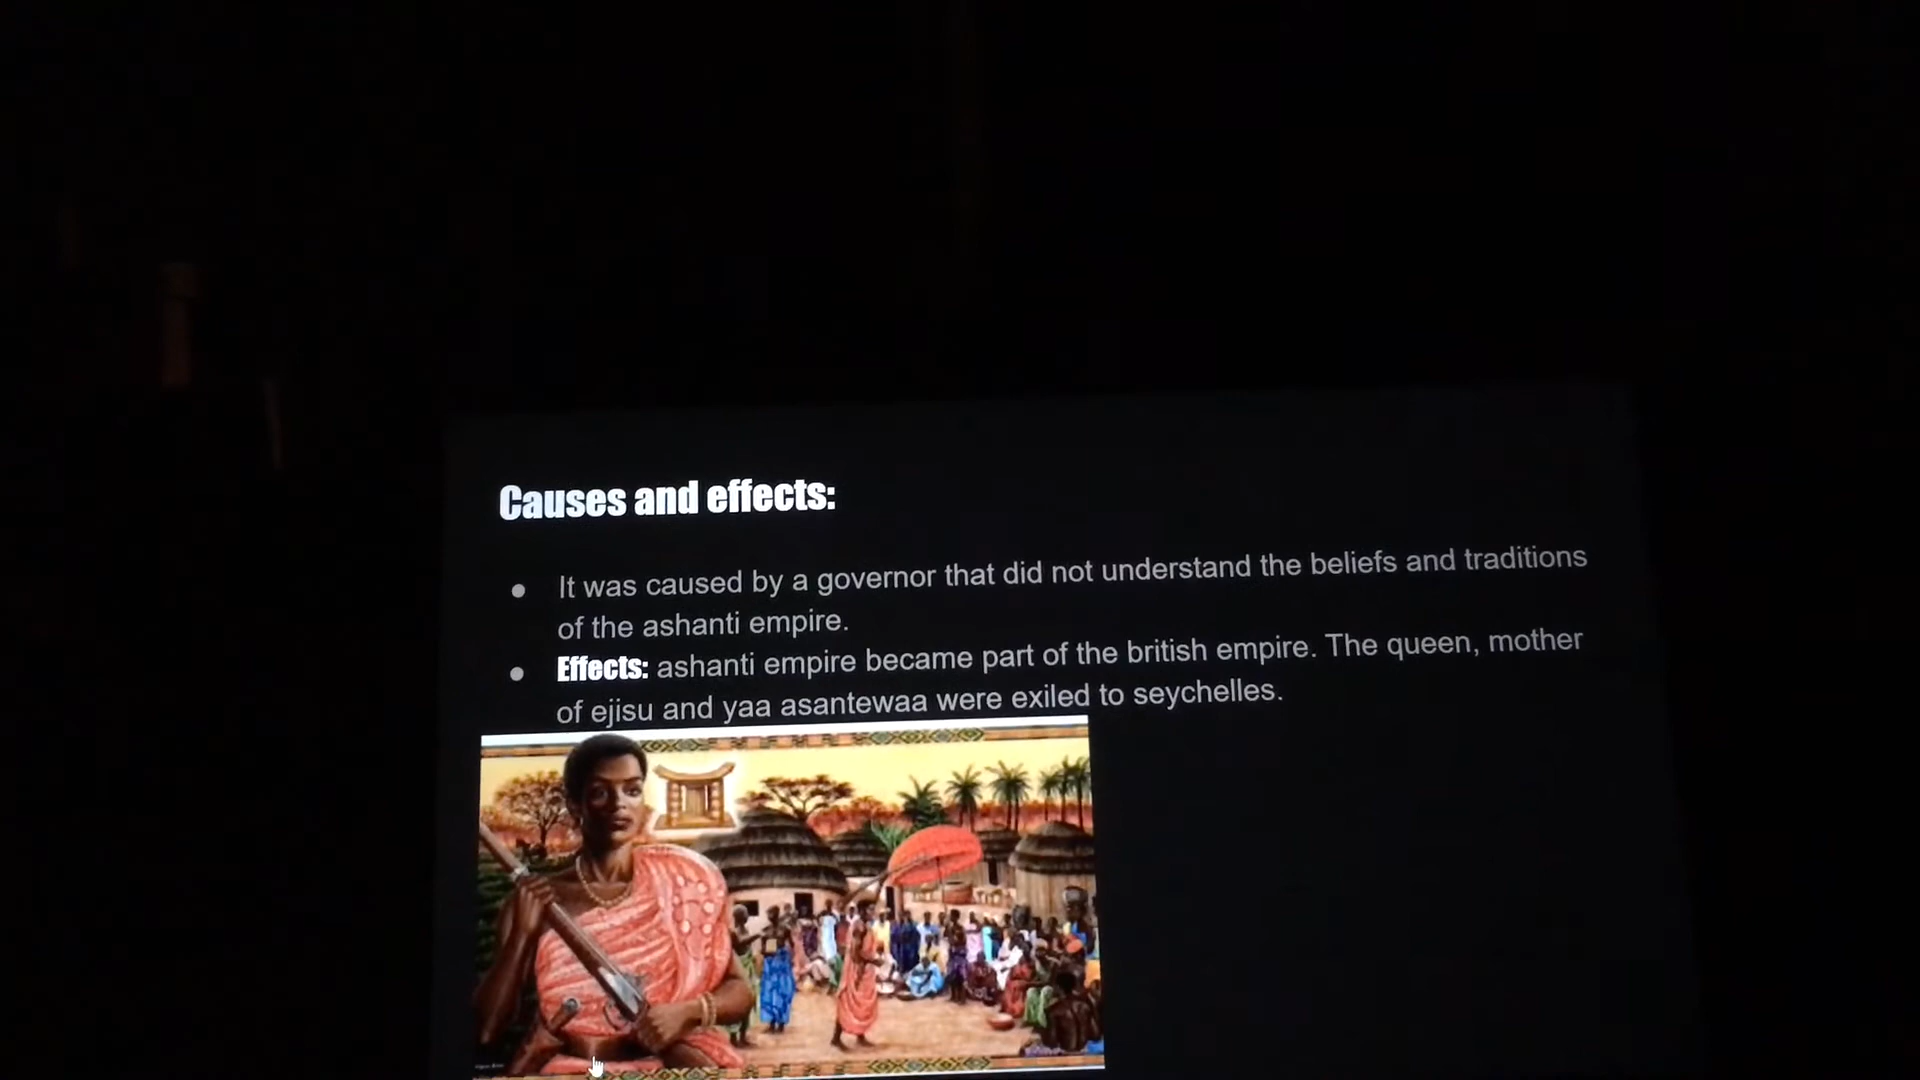 Causes and effects:
It was caused by a governor that did not understand the beliefs and traditions
of the ashanti empire.
Effects: ashanti empire became part of the british empire. The queen, mother
of ejisu and yaa asantewaa were exiled to seychelles.